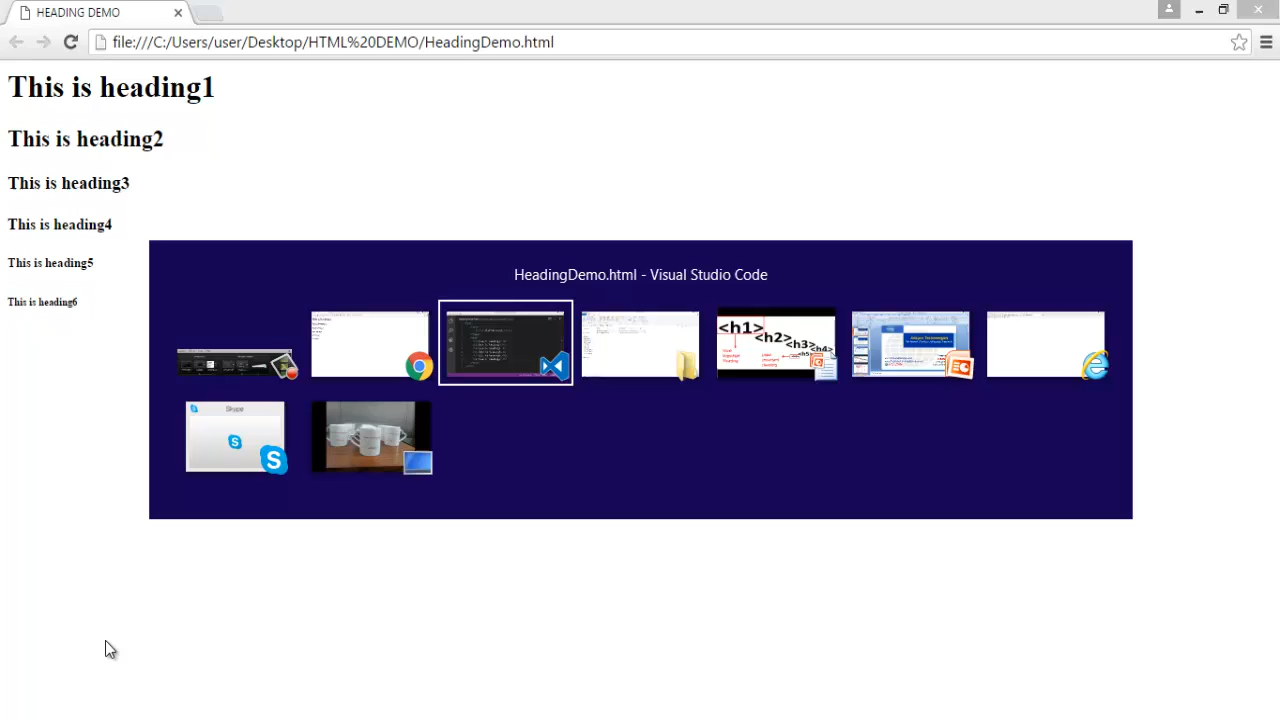 HEADING DEMO
file:///C:/Users/user/Desktop/HTML%20DEMO/HeadingDemo.html
This is heading1
This is heading2
This is heading3
This is heading4
This is heading5
This is heading6
HeadingDemo.html - Visual Studio Code
<h1>
<h2>
<h3>
<h4>
Skype